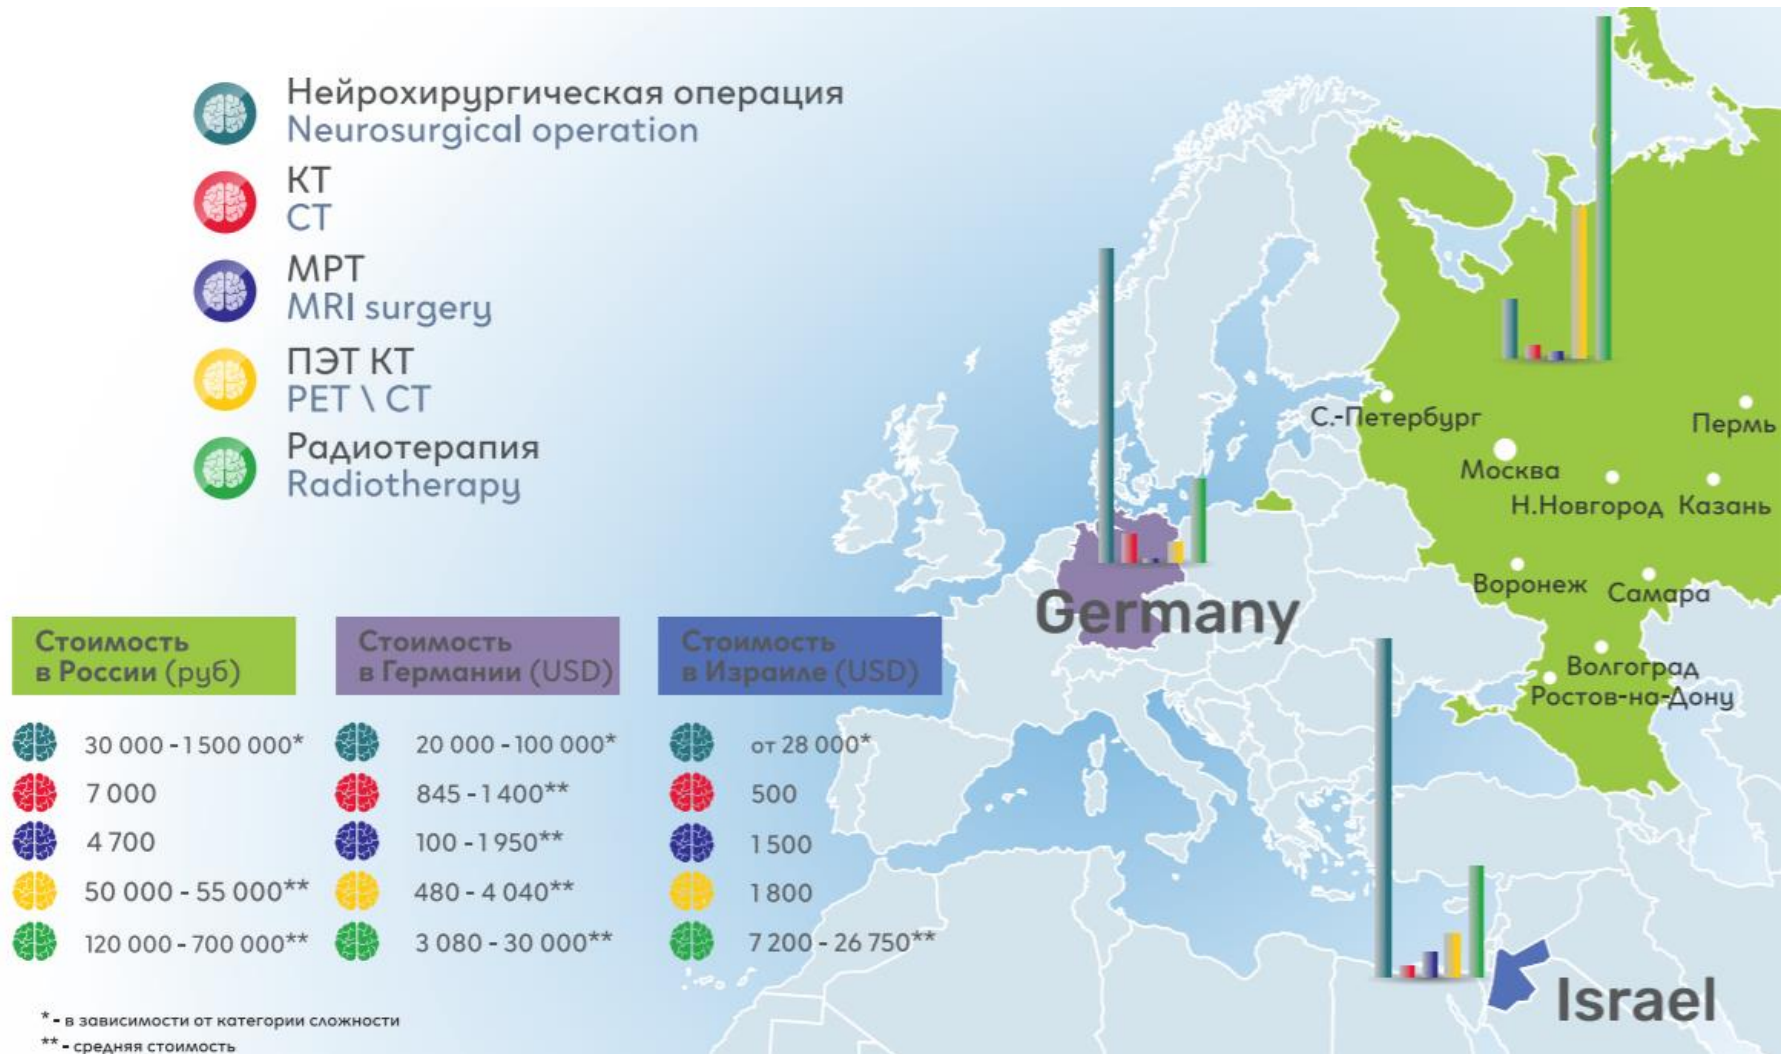 Нейрохирургическая операция
Neurosurgical operation
КТ
CT
МРТ
MRI surgery
ПЭТ КТ
PET \ CT
Радиотерапия
Radiotherapy
С.-Петербург
Пермь
Москва
Н.Новгород
Казань
Воронеж
Самара
Волгоград
Ростов-на-Дону
Germany
Israel
Стоимость
в России (руб)
30 000 - 1 500 000*
7 000
4 700
50 000 - 55 000**
120 000 - 700 000**
Стоимость
в Германии (USD)
20 000 - 100 000*
845 - 1 400**
100 - 1 950**
480 - 4 040**
3 080 - 30 000**
Стоимость
в Израиле (USD)
от 28 000*
500
1 500
1 800
7 200 - 26 750**
* - в зависимости от категории сложности
** - средняя стоимость